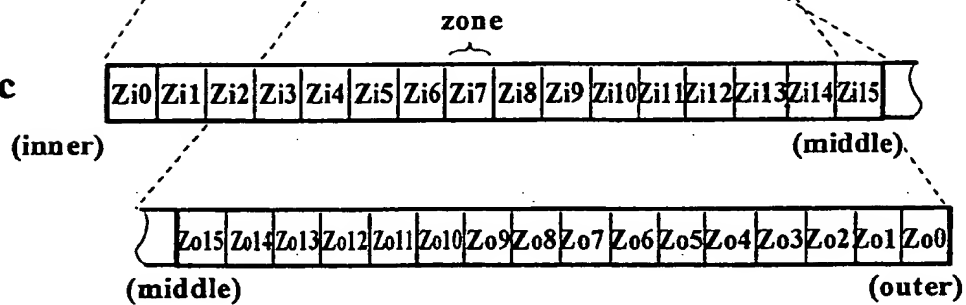 zone
c
Zi0 Zi1 Zi2 Zi3 Zi4 Zi5 Zi6 Zi7 Zi8 Zi9 Zi10 Zi11 Zi12 Zi13 Zi14 Zi15
(inner) (middle)
Zo15 Zo14 Zo13 Zo12 Zo11 Zo10 Zo9 Zo8 Zo7 Zo6 Zo5 Zo4 Zo3 Zo2 Zo1 Zo0
(middle) (outer)